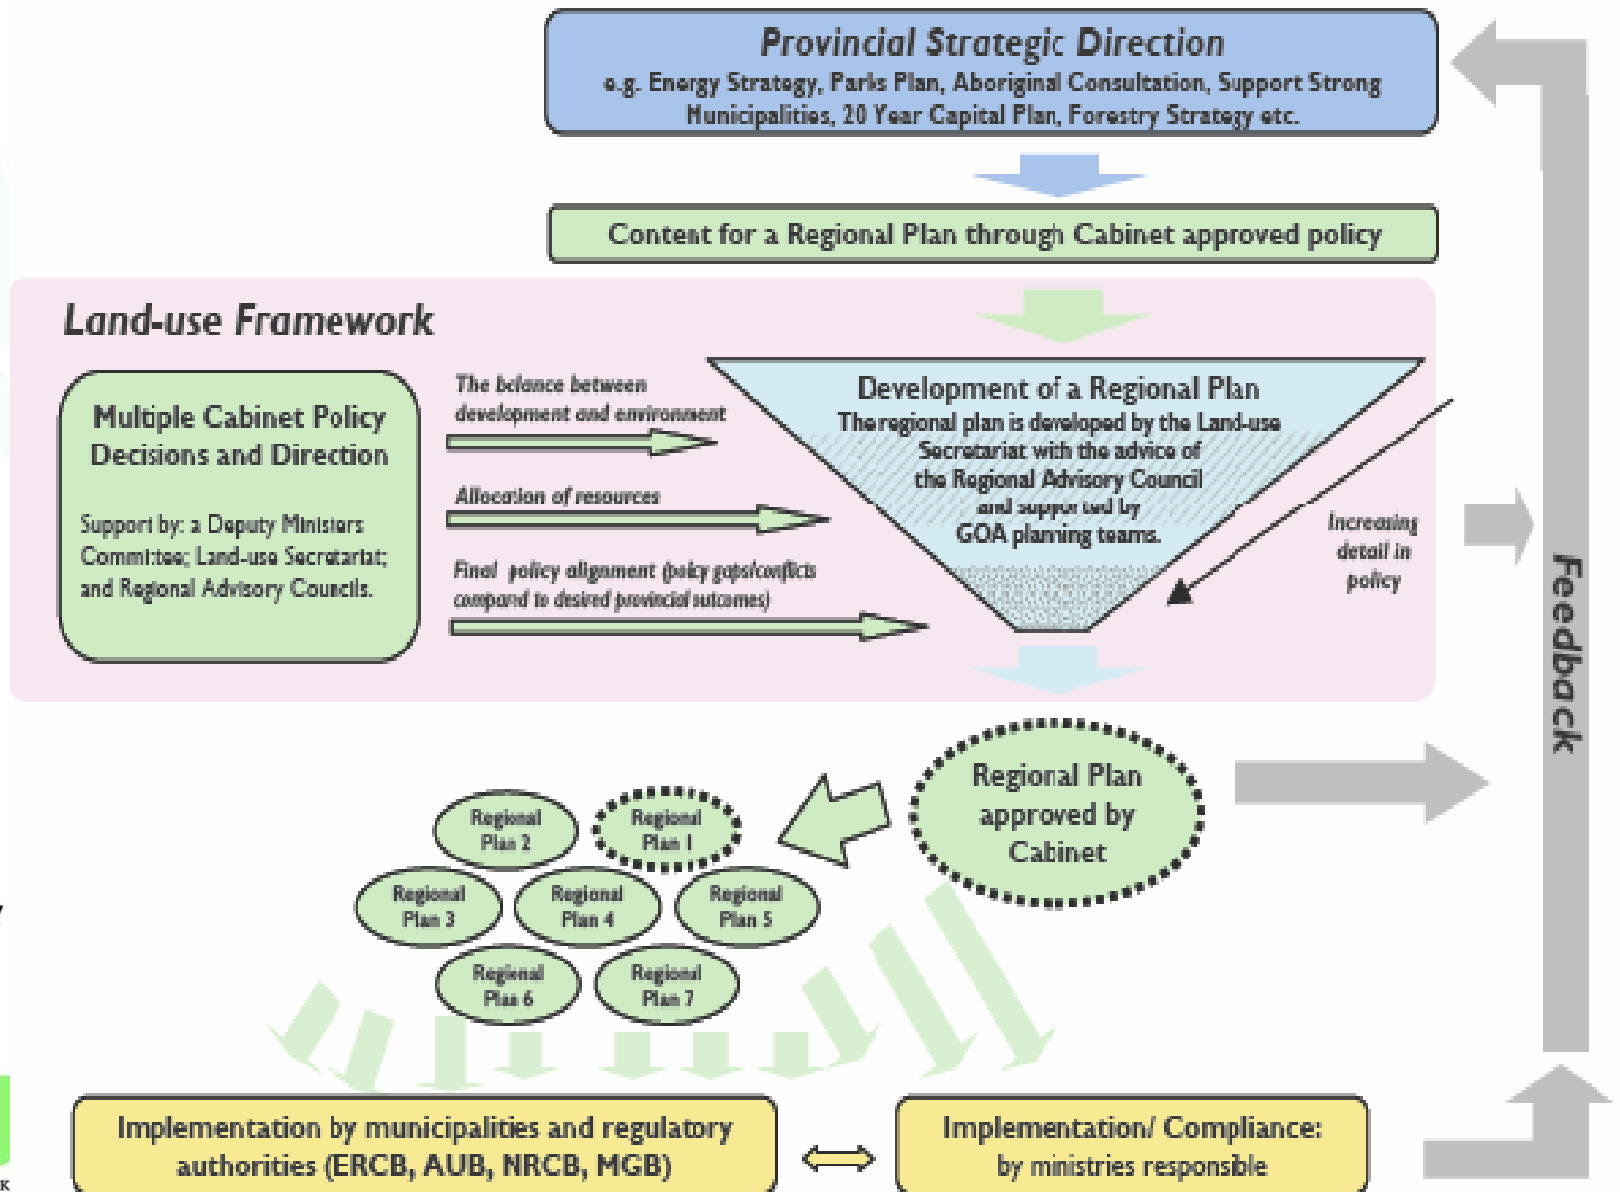 Provincial Strategic Direction
e.g. Energy Strategy, Parks Plan, Aboriginal Consultation, Support Strong
Municipalities, 20 Year Capital Plan, Forestry Strategy etc.
Content for a Regional Plan through Cabinet approved policy
Land-use Framework
Multiple Cabinet Policy
Decisions and Direction
Support by: a Deputy Ministers
Committee; Land-use Secretariat;
and Regional Advisory Councils.
The balance between
development and environment
Allocation of resources
Final policy alignment (policy gaps/conflicts
compared to desired provincial outcomes)
Development of a Regional Plan
The regional plan is developed by the Land-use
Secretariat with the advice of
the Regional Advisory Council
and supported by
GOA planning teams.
Increasing
detail in
policy
Feedback
Regional Plan
approved by
Cabinet
Regional
Plan 2
Regional
Plan 1
Regional
Plan 3
Regional
Plan 4
Regional
Plan 5
Regional
Plan 6
Regional
Plan 7
Implementation by municipalities and regulatory
authorities (ERCB, AUB, NRCB, MGB)
Implementation/ Compliance:
by ministries responsible